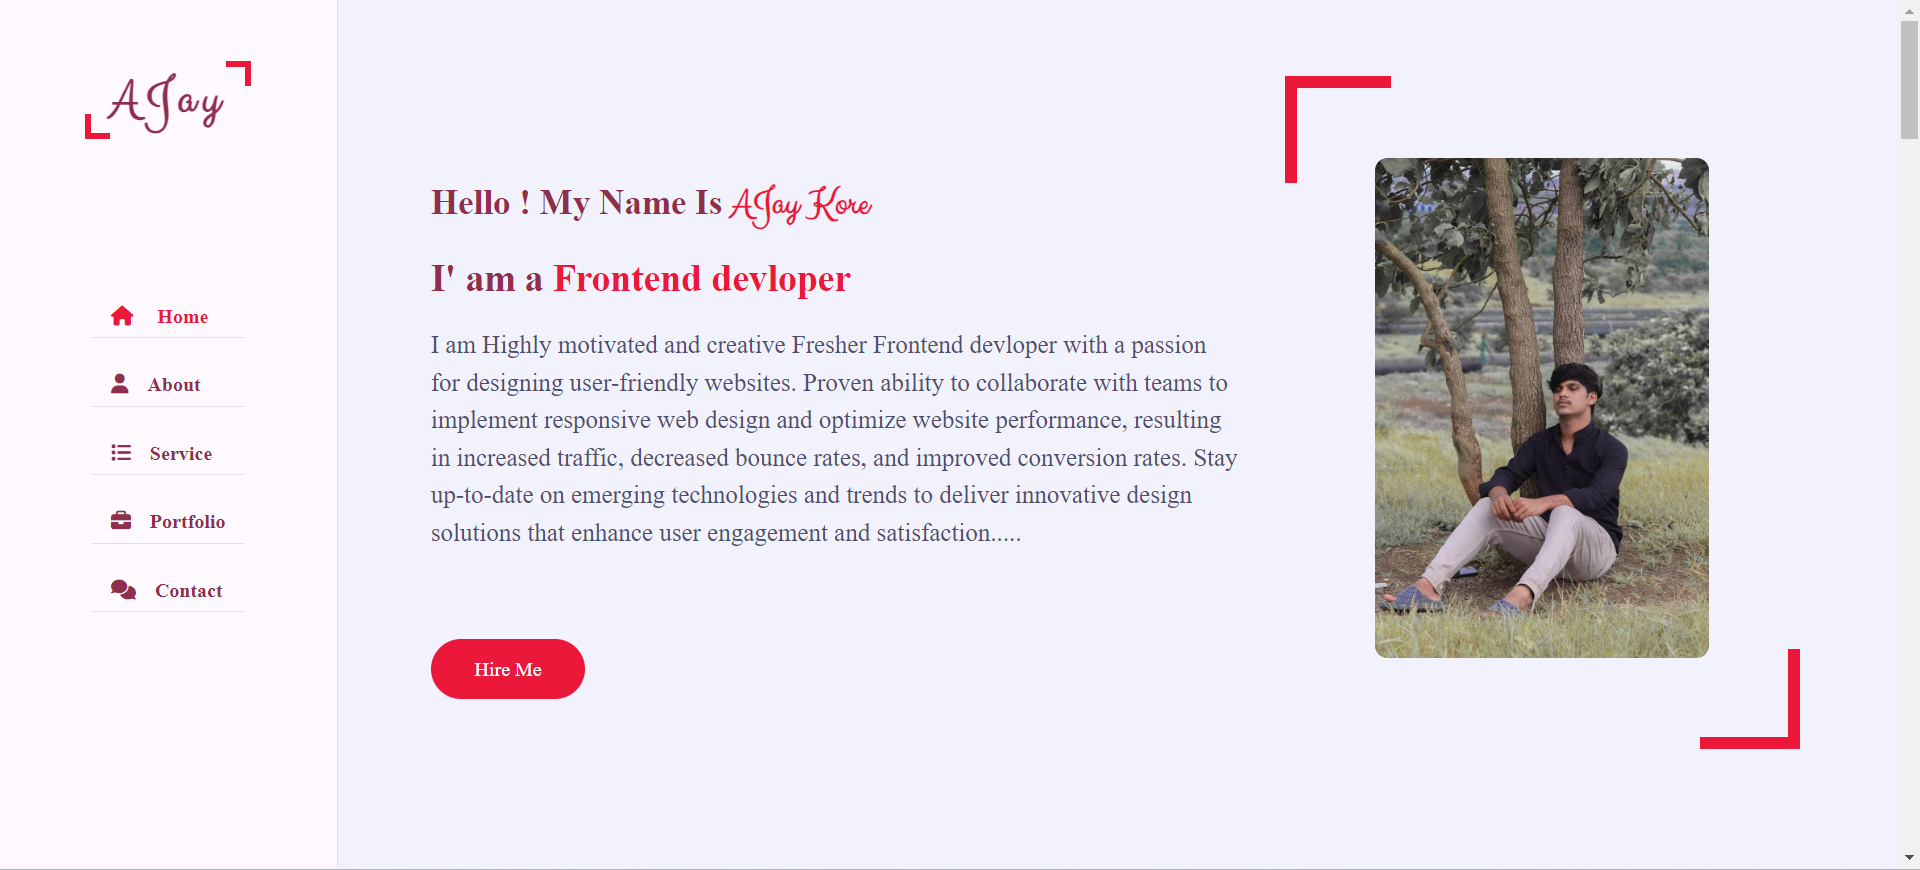 AJay
Home
About
Service
Portfolio
Contact
Hello ! My Name Is AJay Kore
I' am a Frontend devloper
I am Highly motivated and creative Fresher Frontend devloper with a passion
for designing user-friendly websites. Proven ability to collaborate with teams to
implement responsive web design and optimize website performance, resulting
in increased traffic, decreased bounce rates, and improved conversion rates. Stay
up-to-date on emerging technologies and trends to deliver innovative design
solutions that enhance user engagement and satisfaction.....
Hire Me